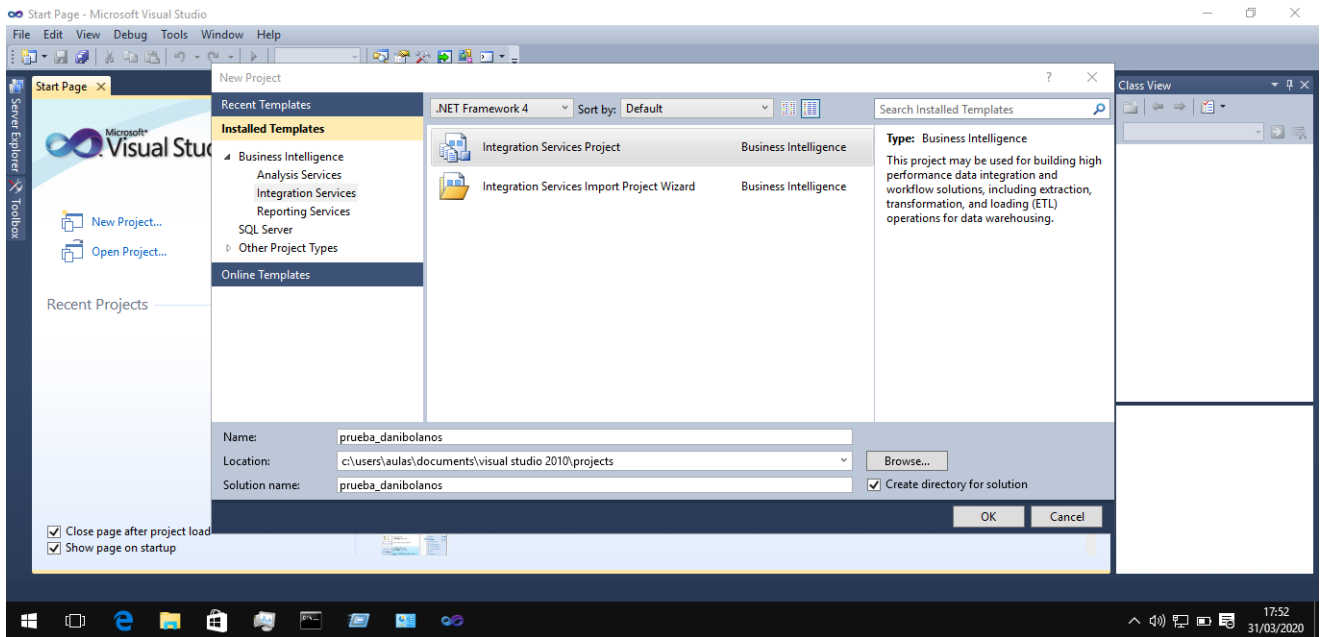 Start Page - Microsoft Visual Studio
File Edit View Debug Tools Window Help
Server Explorer
Toolbox
Start Page
Microsoft
Visual Stud
New Project...
Open Project...
Recent Projects
Close page after project load
Show page on startup
New Project
Recent Templates
Installed Templates
Business Intelligence
Analysis Services
Integration Services
Reporting Services
SQL Server
Other Project Types
Online Templates
.NET Framework 4 Sort by: Default
Integration Services Project Business Intelligence
Integration Services Import Project Wizard Business Intelligence
Search Installed Templates
Type: Business Intelligence
This project may be used for building high
performance data integration and
workflow solutions, including extraction,
transformation, and loading (ETL)
operations for data warehousing.
Name: prueba_danibolanos
Location: c:\users\aulas\documents\visual studio 2010\projects Browse...
Solution name: prueba_danibolanos Create directory for solution
OK Cancel
Class View
17:52
31/03/2020